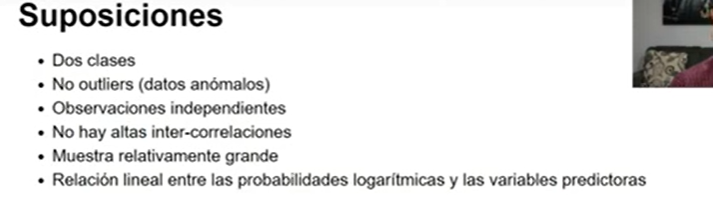 Suposiciones
• Dos clases
• No outliers (datos anómalos)
• Observaciones independientes
• No hay altas inter-correlaciones
• Muestra relativamente grande
• Relación lineal entre las probabilidades logarítmicas y las variables predictoras